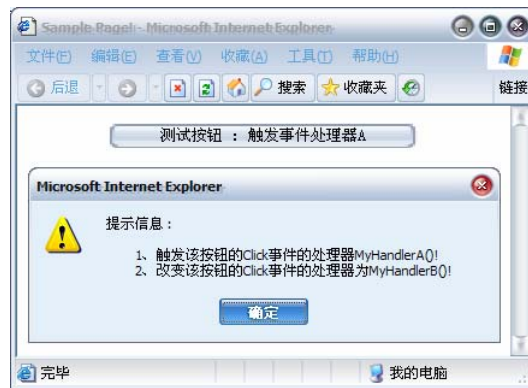 Sample Page! - Microsoft Internet Explorer
文件(F) 编辑(E) 查看(V) 收藏(A) 工具(T) 帮助(H)
后退 搜索 收藏夹 链接
测试按钮 : 触发事件处理器A
Microsoft Internet Explorer
提示信息：
1、触发该按钮的Click事件的处理器MyHandlerA()!
2、改变该按钮的Click事件的处理器为MyHandlerB()!
确定
完毕 我的电脑